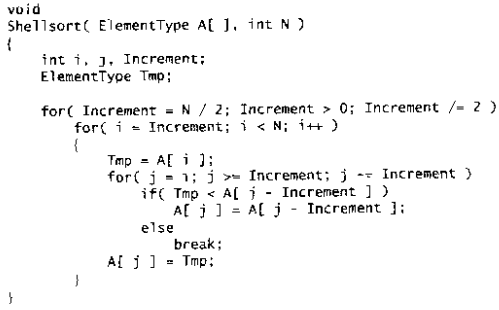 void
Shellsort( ElementType A[ ], int N )
{
int i, j, Increment;
ElementType Tmp;
for( Increment = N / 2; Increment > 0; Increment /= 2 )
for( i = Increment; i < N; i++ )
{
Tmp = A[ i ];
for( j = i; j >= Increment; j -= Increment )
if( Tmp < A[ j - Increment ] )
A[ j ] = A[ j - Increment ];
else
break;
A[ j ] = Tmp;
}
}